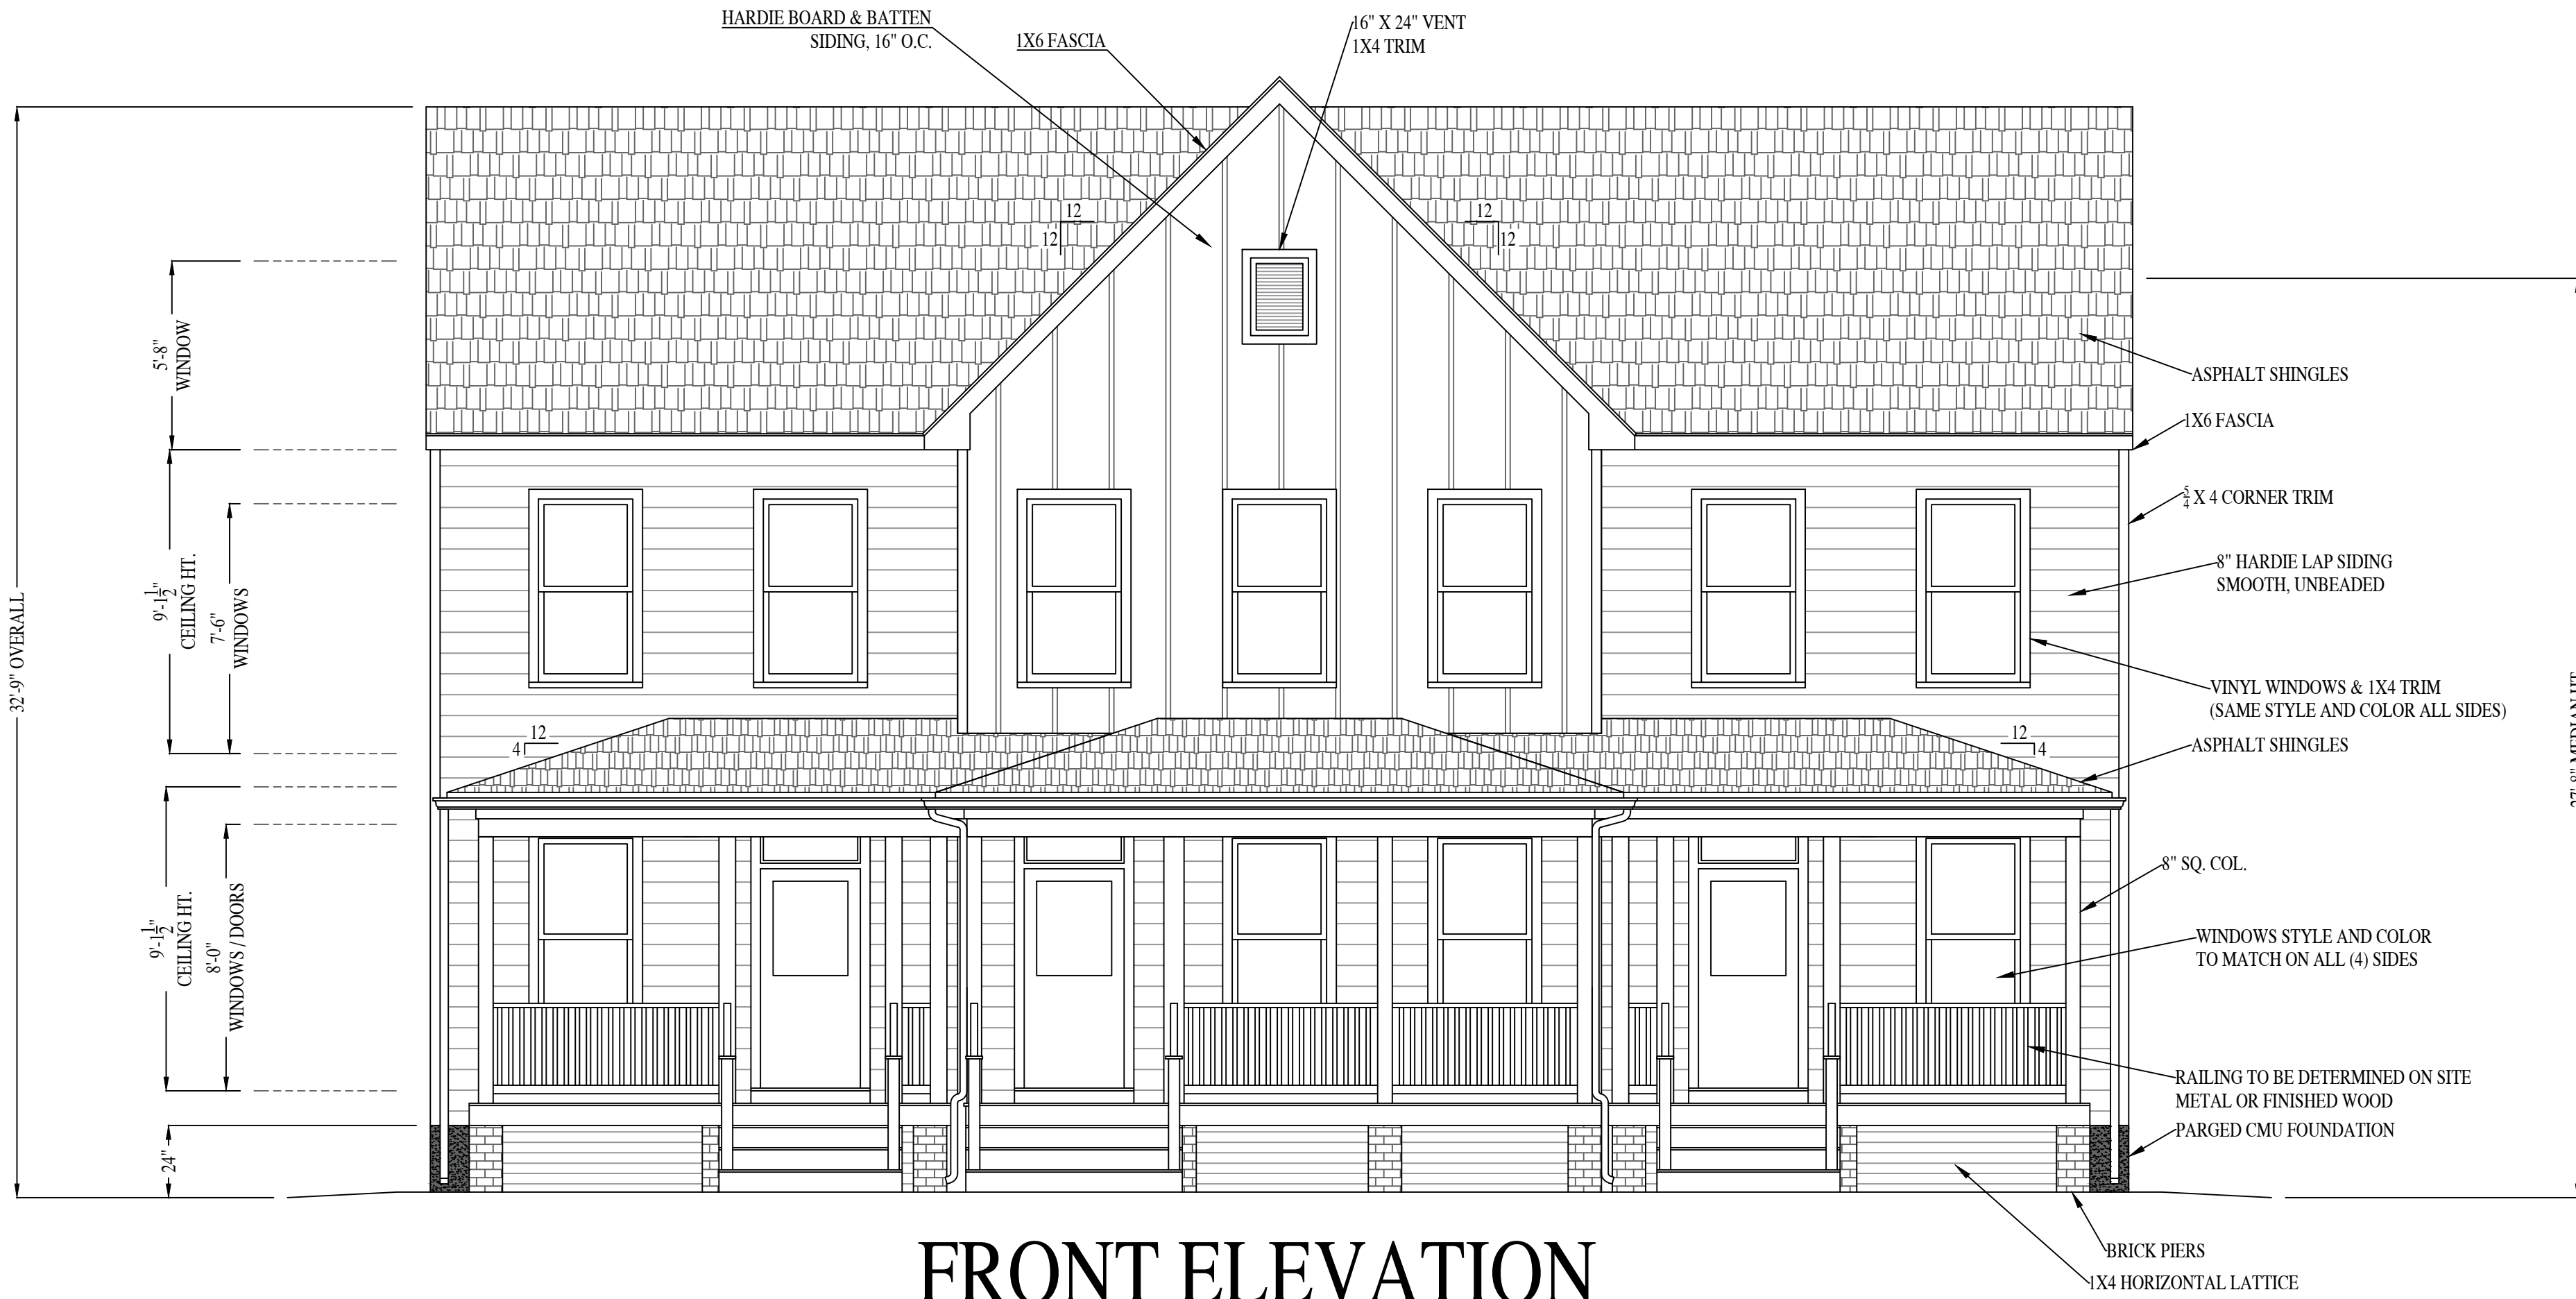 HARDIE BOARD & BATTEN
SIDING, 16" O.C.
1X6 FASCIA
16" X 24" VENT
1X4 TRIM
12
12
12
12
5'-8"
WINDOW
9'-1 1/2"
CEILING HT.
7'-6"
WINDOWS
32'-9" OVERALL
ASPHALT SHINGLES
1X6 FASCIA
5/4 X 4 CORNER TRIM
8" HARDIE LAP SIDING
SMOOTH, UNBEADED
VINYL WINDOWS & 1X4 TRIM
(SAME STYLE AND COLOR ALL SIDES)
12
4
12
4
ASPHALT SHINGLES
27'-8" MEDIAN HT.
9'-1 1/2"
CEILING HT.
8'-0"
WINDOWS / DOORS
8" SQ. COL.
WINDOWS STYLE AND COLOR
TO MATCH ON ALL (4) SIDES
RAILING TO BE DETERMINED ON SITE
METAL OR FINISHED WOOD
PARGED CMU FOUNDATION
24"
BRICK PIERS
1X4 HORIZONTAL LATTICE
FRONT ELEVATION